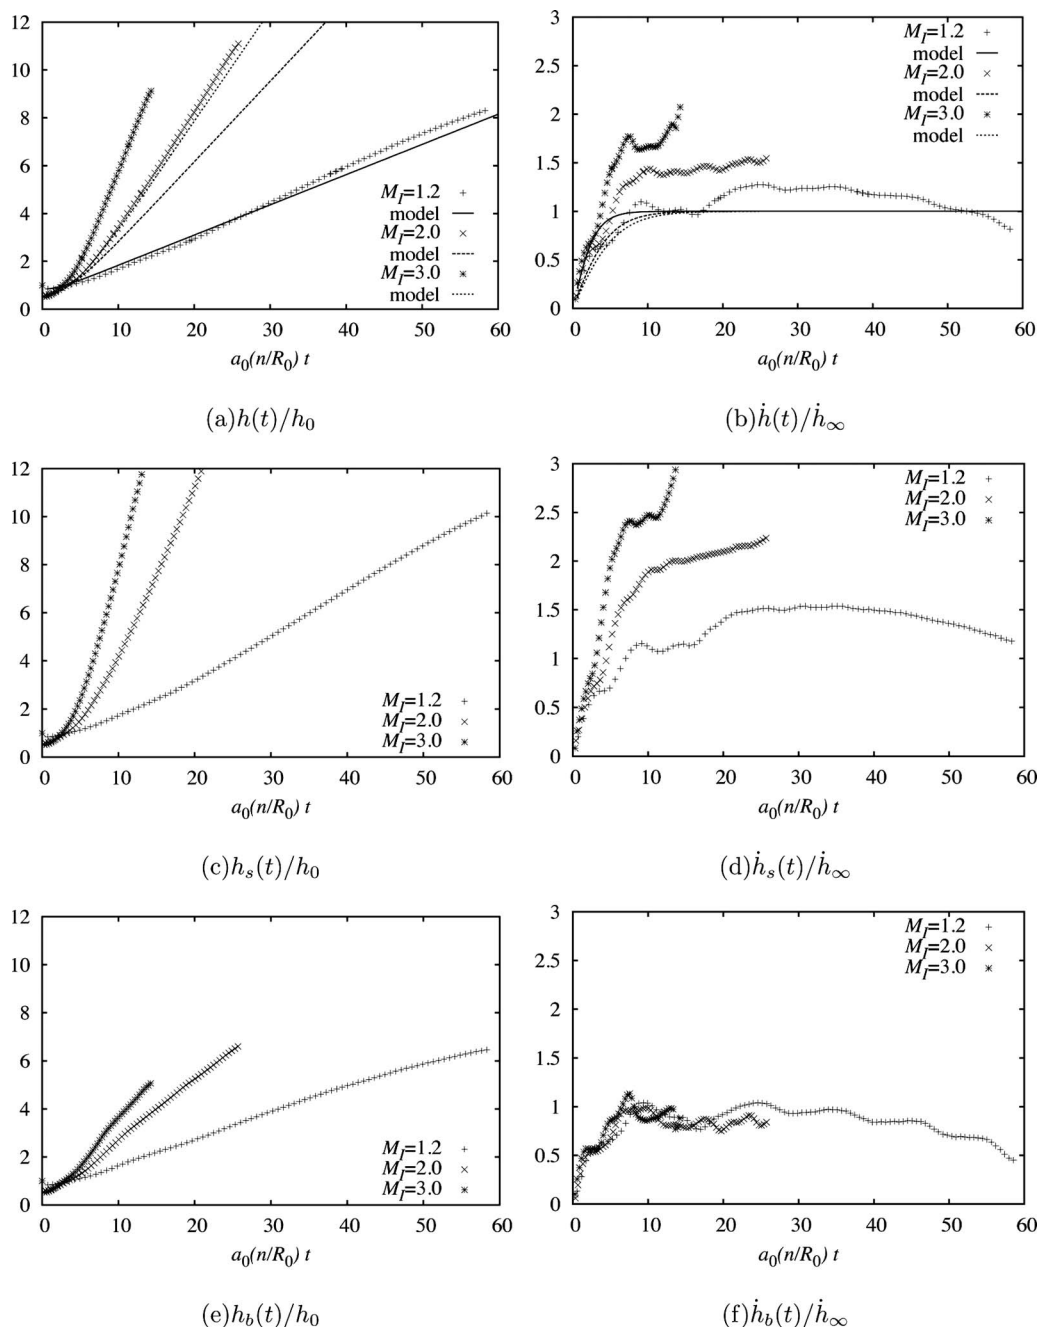 12
10
8
6
4
2
0
M_I=1.2
model
M_I=2.0
model
M_I=3.0
model
0 10 20 30 40 50 60
a_0(n/R_0) t
(a)h(t)/h_0
3
2.5
2
1.5
1
0.5
0
M_I=1.2
model
M_I=2.0
model
M_I=3.0
model
0 10 20 30 40 50 60
a_0(n/R_0) t
(b)ḣ(t)/ḣ_∞
12
10
8
6
4
2
0
M_I=1.2
M_I=2.0
M_I=3.0
0 10 20 30 40 50 60
a_0(n/R_0) t
(c)h_s(t)/h_0
3
2.5
2
1.5
1
0.5
0
M_I=1.2
M_I=2.0
M_I=3.0
0 10 20 30 40 50 60
a_0(n/R_0) t
(d)ḣ_s(t)/ḣ_∞
12
10
8
6
4
2
0
M_I=1.2
M_I=2.0
M_I=3.0
0 10 20 30 40 50 60
a_0(n/R_0) t
(e)h_b(t)/h_0
3
2.5
2
1.5
1
0.5
0
M_I=1.2
M_I=2.0
M_I=3.0
0 10 20 30 40 50 60
a_0(n/R_0) t
(f)ḣ_b(t)/ḣ_∞